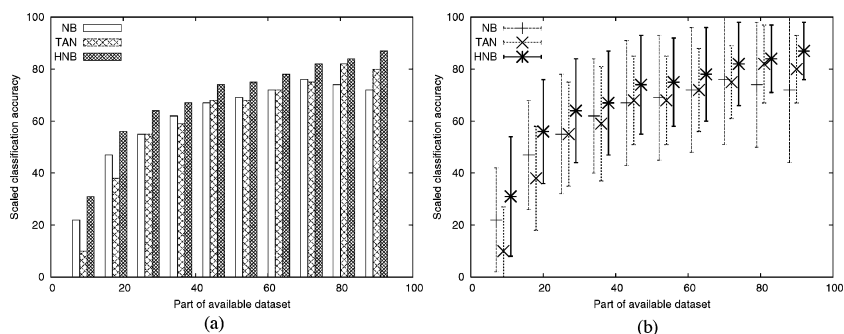 100
80
60
40
20
0
Scaled classification accuracy
NB
TAN
HNB
0 20 40 60 80 100
Part of available dataset
(a)
100
80
60
40
20
0
Scaled classification accuracy
NB
TAN
HNB
0 20 40 60 80 100
Part of available dataset
(b)